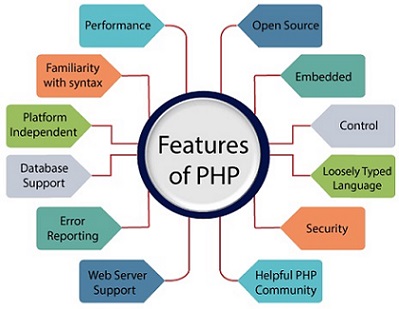 Performance
Open Source
Familiarity
with syntax
Embedded
Platform
Independent
Control
Features
of PHP
Database
Support
Loosely Typed
Language
Error
Reporting
Security
Web Server
Support
Helpful PHP
Community